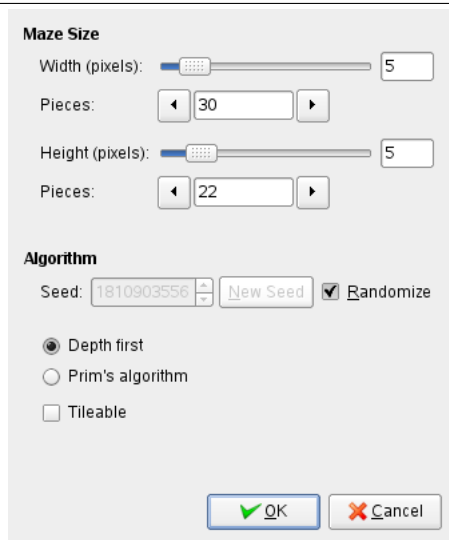 Maze Size
Width (pixels): 5
Pieces: 30
Height (pixels): 5
Pieces: 22
Algorithm
Seed: 1810903556 New Seed Randomize
Depth first
Prim's algorithm
Tileable
OK Cancel